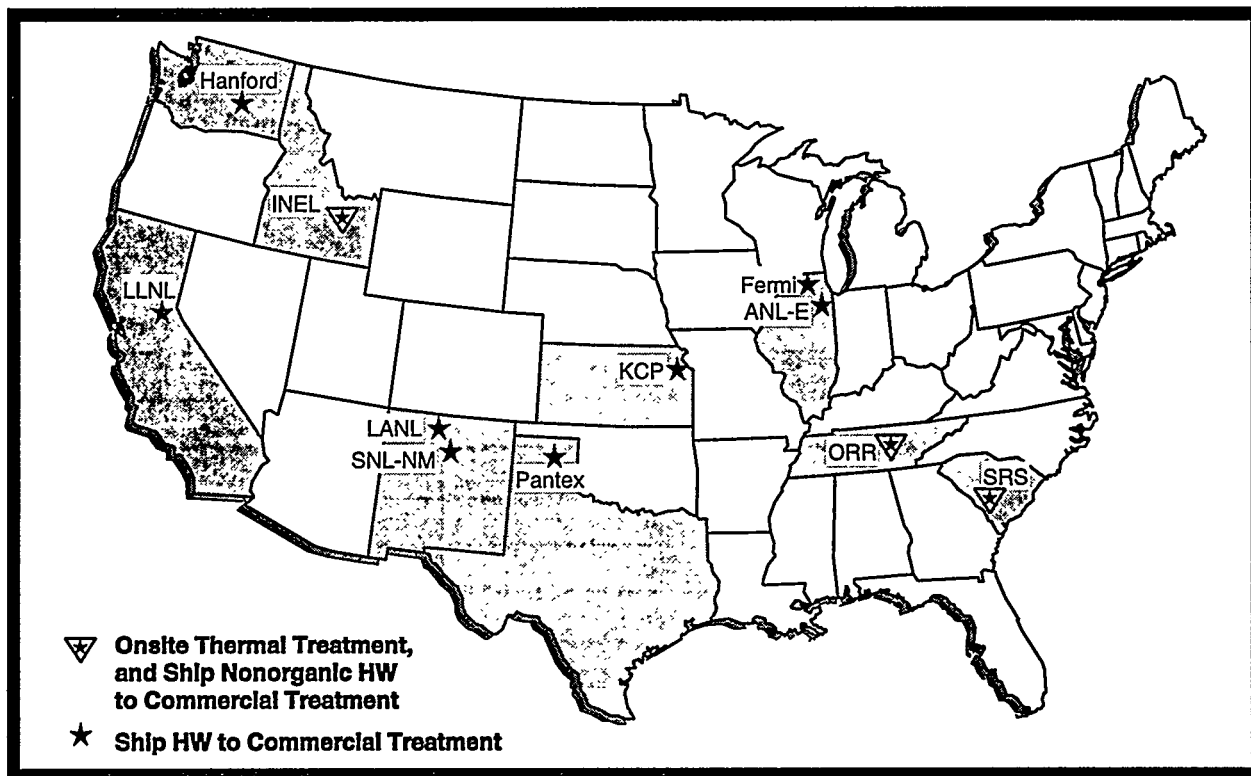 Hanford
INEL
LLNL
Fermi
ANL-E
KCP
LANL
SNL-NM
Pantex
ORR
SRS
Onsite Thermal Treatment,
and Ship Nonorganic HW
to Commercial Treatment
Ship HW to Commercial Treatment